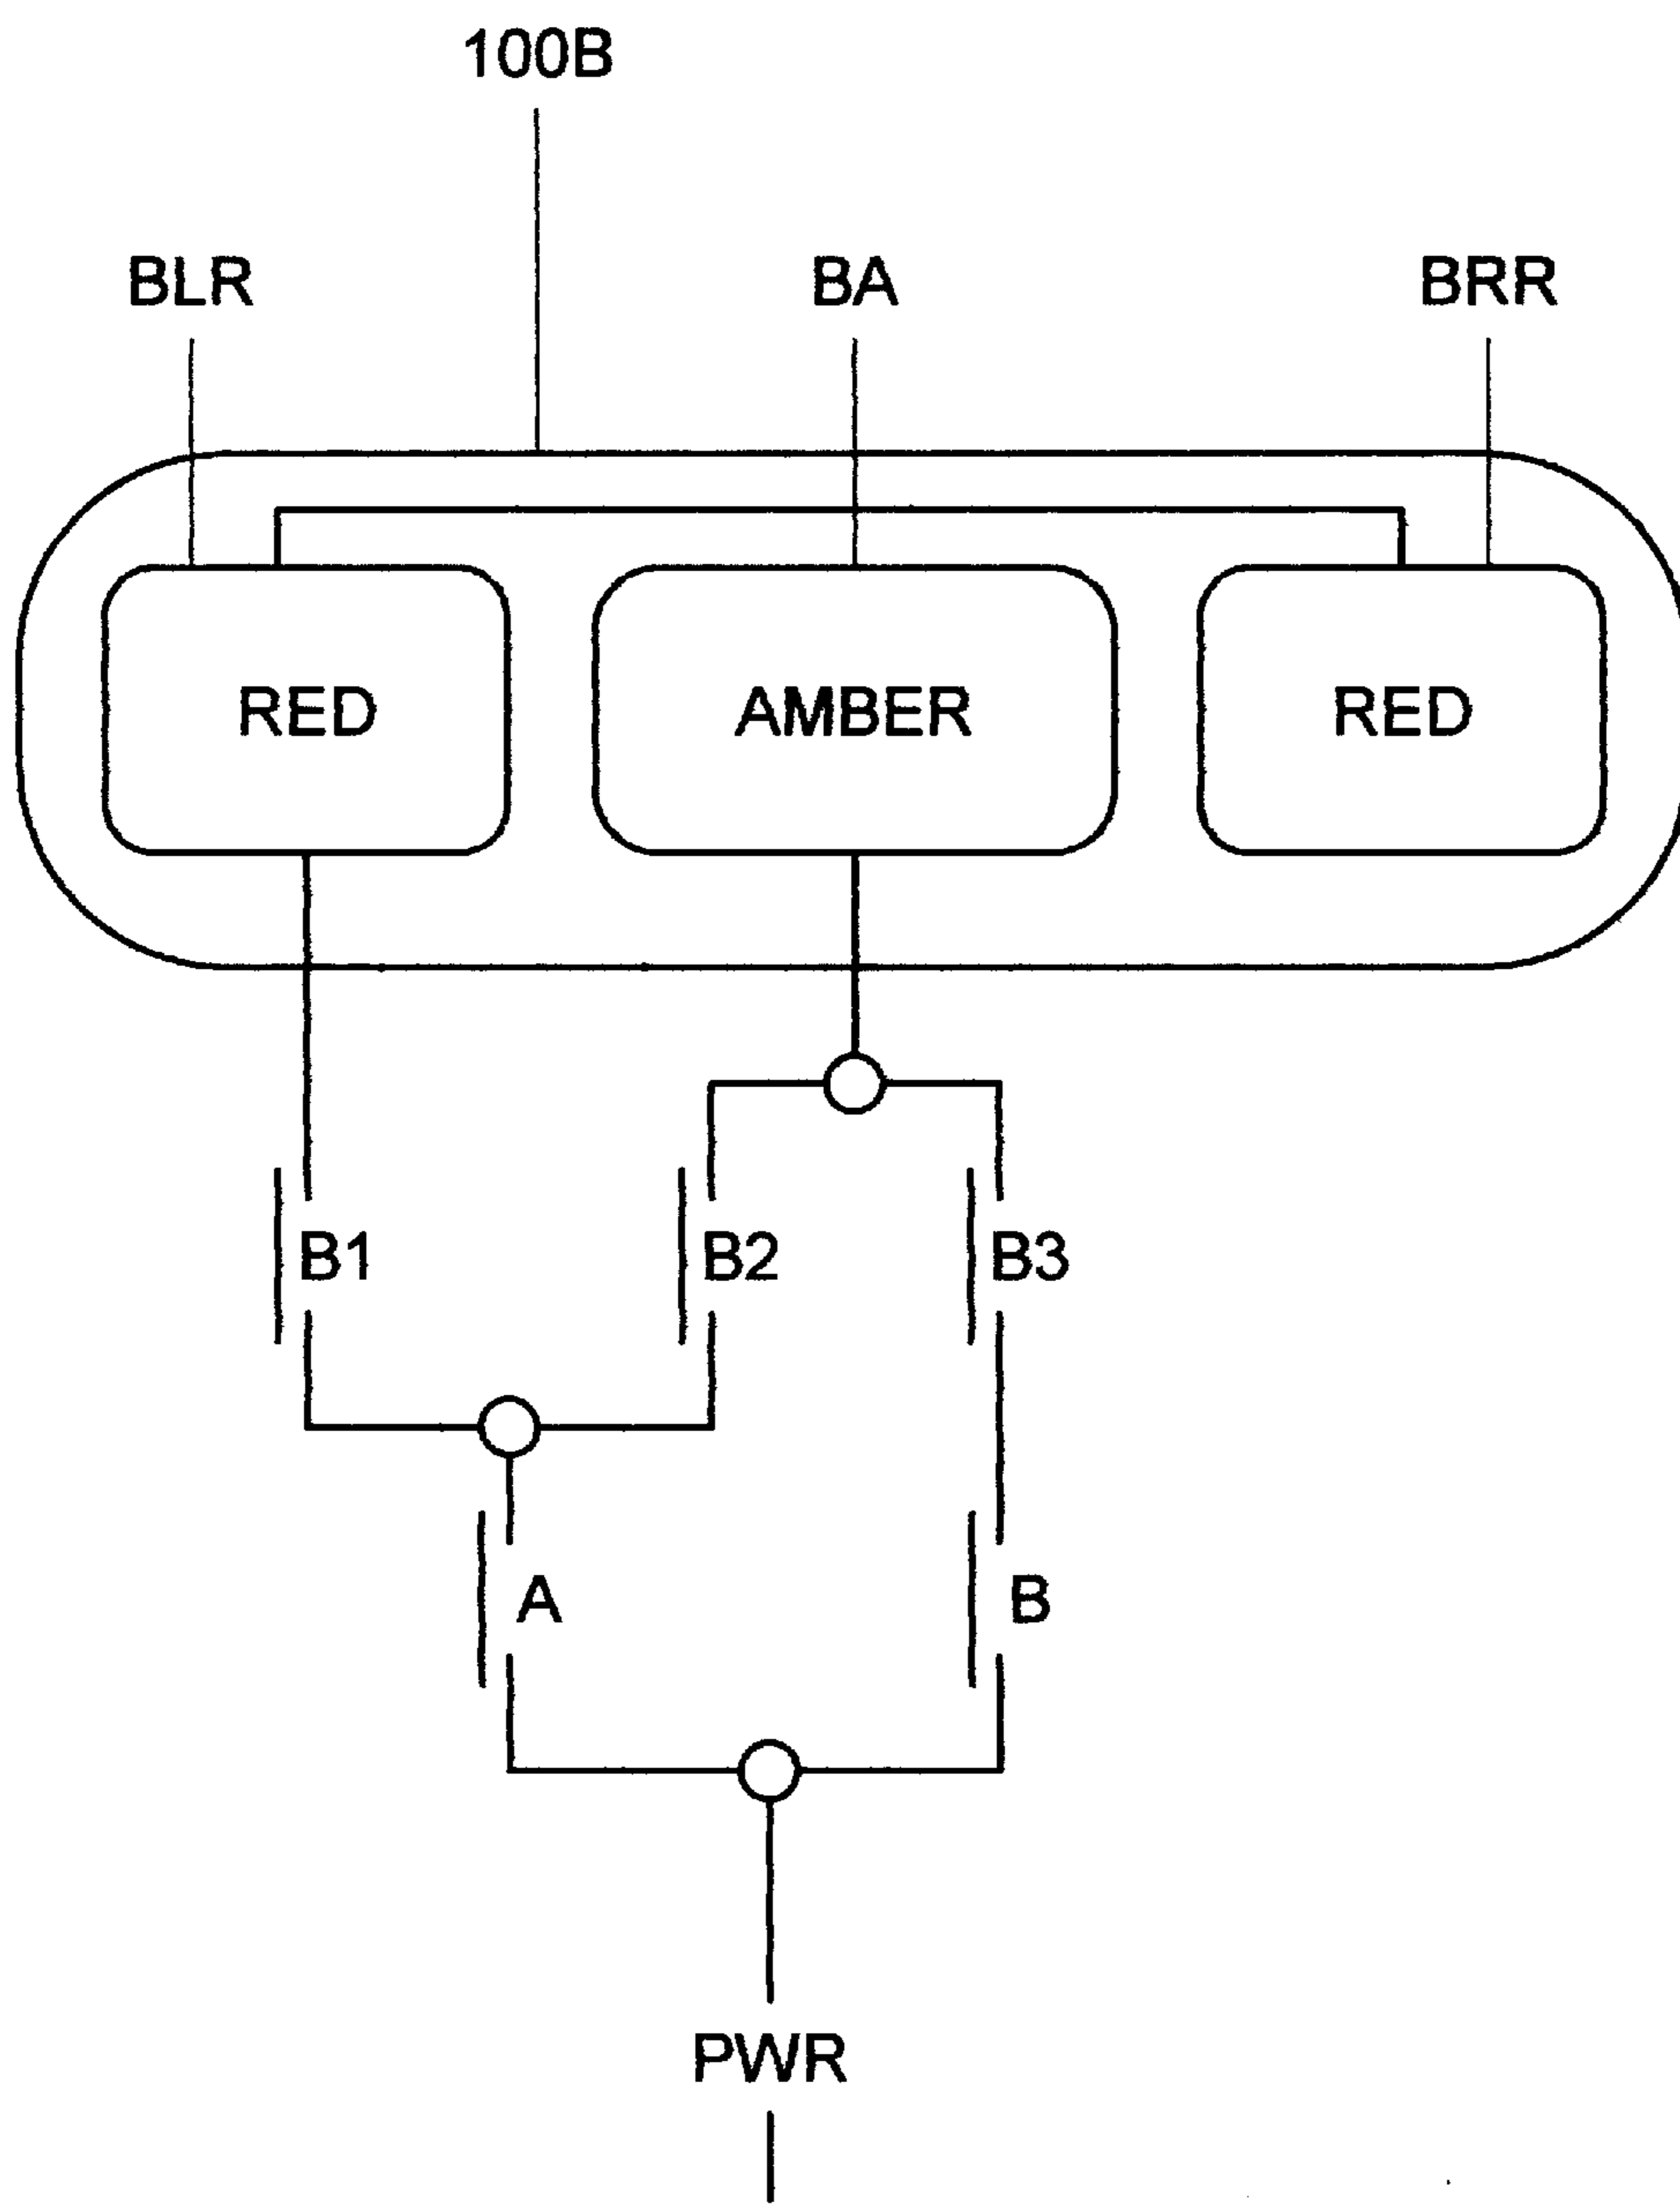 100B
BLR BA BRR
RED AMBER RED
B1 B2 B3
A B
PWR